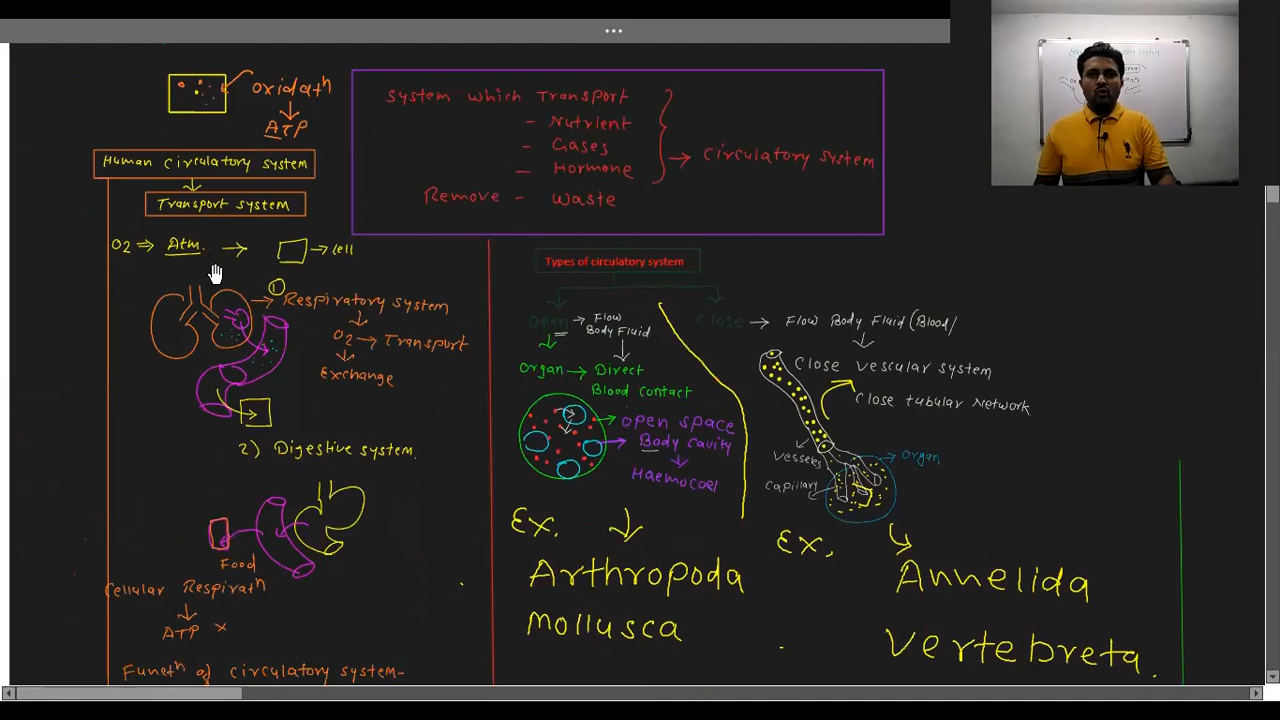 oxidatn
ATP
Human circulatory system
Transport system
O2 ⇒ Atm. → → cell
① Respiratory system
O2 → Transport
Exchange
2) Digestive system.
Food
Cellular Respiratn
ATP ×
Functn of circulatory system-
System which Transport
- Nutrient
- Gases
- Hormone
→ circulatory system
Remove - Waste
Types of circulatory system
Open → Flow
Body Fluid
Organ → Direct
Blood contact
open space
Body cavity
Haemocoel
Ex.
Arthropoda
Mollusca
Close → Flow Body Fluid (Blood/
Close vescular system
Close tubular Network
Vessels
Capillary
Organ
Ex.
Annelida
Vertebreta.